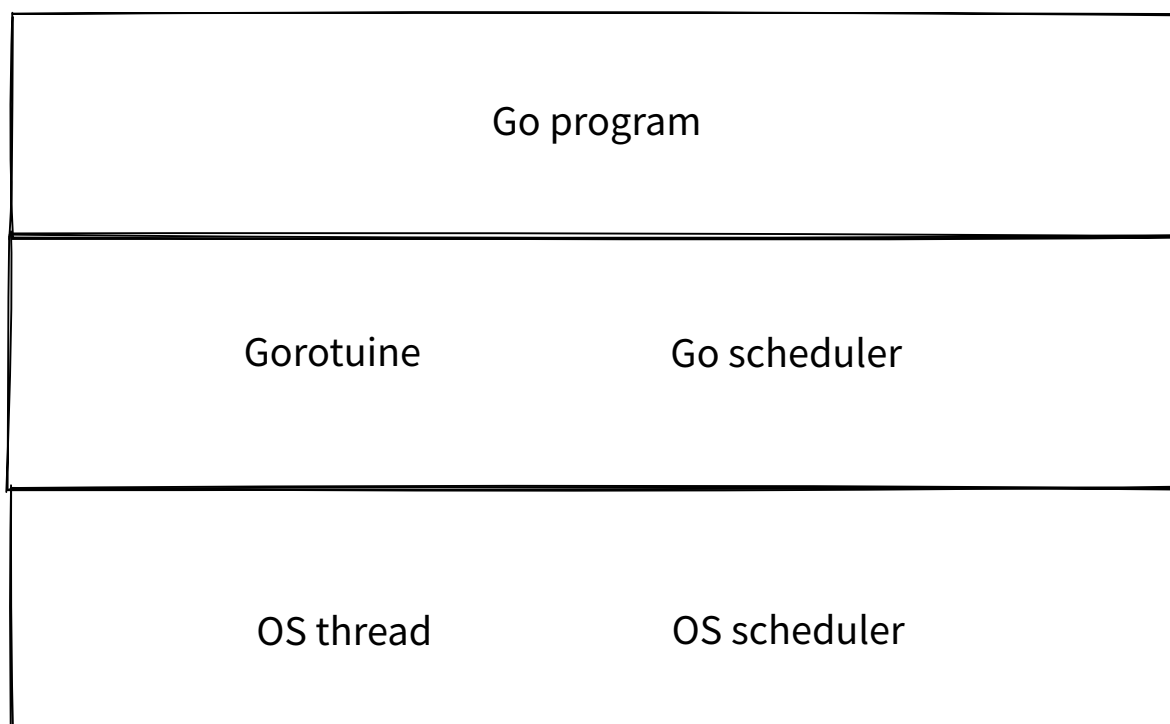 Go program
Gorotuine
Go scheduler
OS thread
OS scheduler